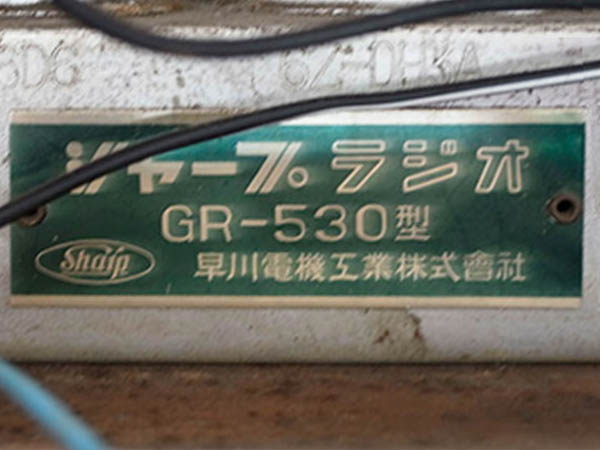 シャープ。ラジオ
GR-530型
Sharp
早川電機工業株式會社